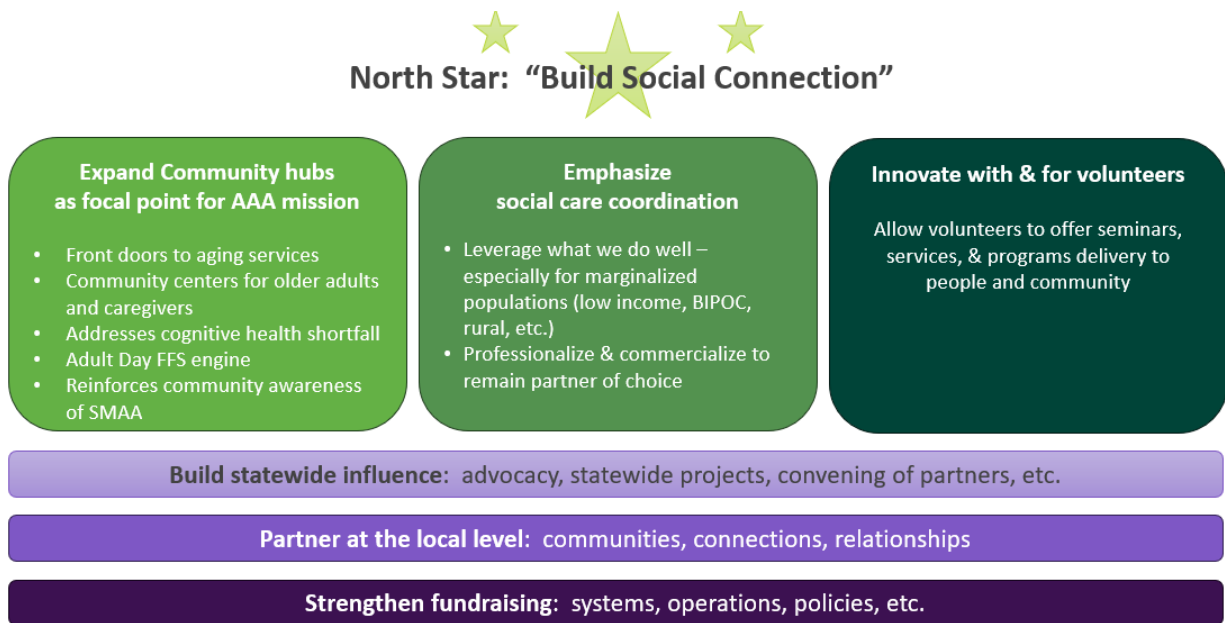 North Star:  “Build Social Connection”
Expand Community hubs
as focal point for AAA mission
• Front doors to aging services
• Community centers for older adults
and caregivers
• Addresses cognitive health shortfall
• Adult Day FFS engine
• Reinforces community awareness
of SMAA
Emphasize
social care coordination
• Leverage what we do well –
especially for marginalized
populations (low income, BIPOC,
rural, etc.)
• Professionalize & commercialize to
remain partner of choice
Innovate with & for volunteers
Allow volunteers to offer seminars,
services, & programs delivery to
people and community
Build statewide influence:  advocacy, statewide projects, convening of partners, etc.
Partner at the local level:  communities, connections, relationships
Strengthen fundraising:  systems, operations, policies, etc.